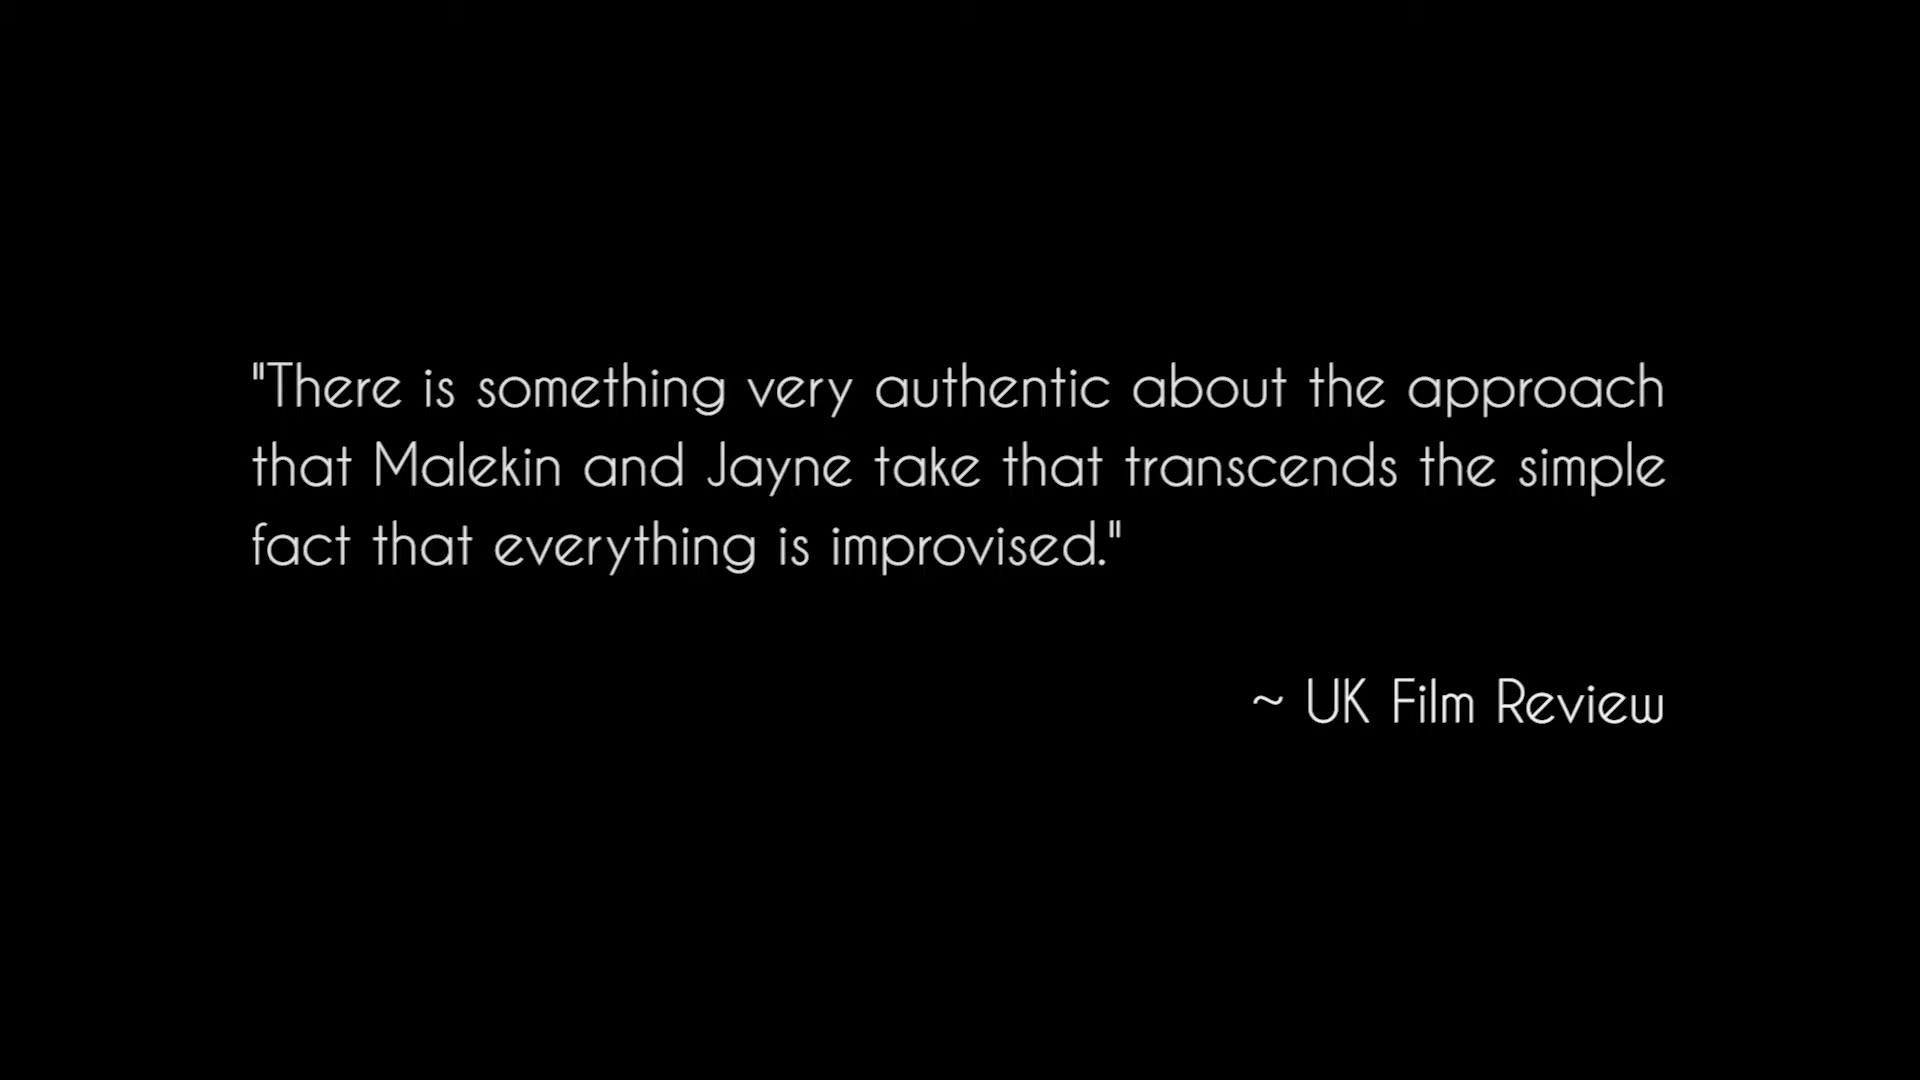 "There is something very authentic about the approach
that Malekin and Jayne take that transcends the simple
fact that everything is improvised."
~ UK Film Review